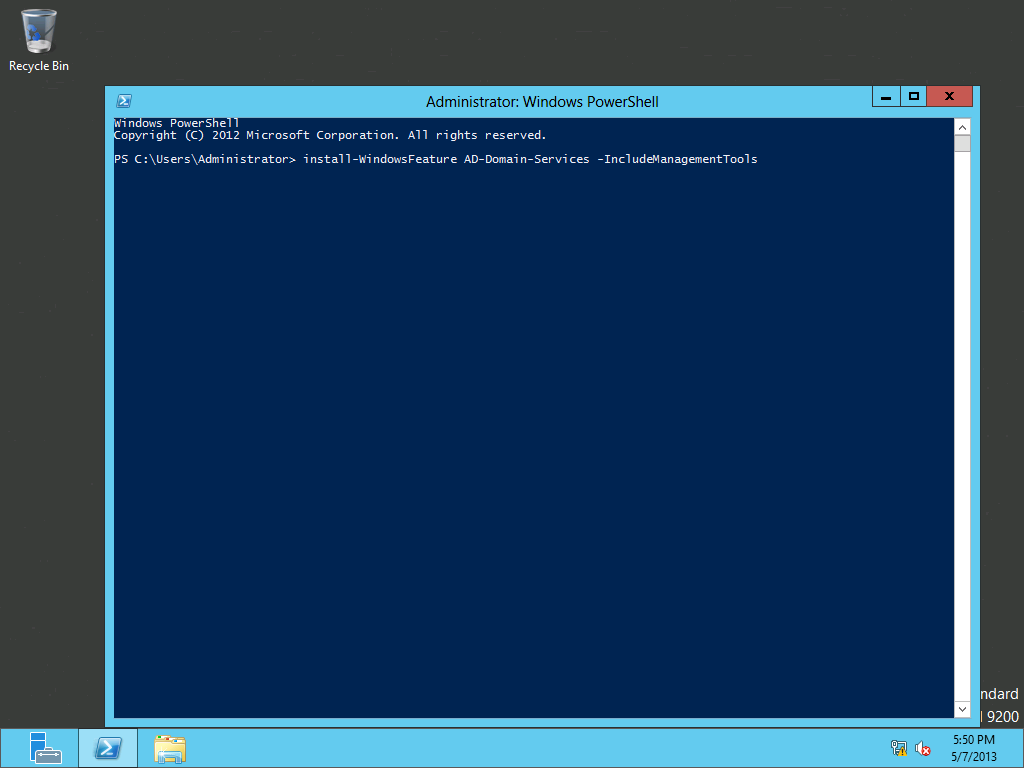 Recycle Bin
Administrator: Windows PowerShell
Windows PowerShell
Copyright (C) 2012 Microsoft Corporation. All rights reserved.
PS C:\Users\Administrator> install-WindowsFeature AD-Domain-Services -IncludeManagementTools
ndard
9200
5:50 PM
5/7/2013